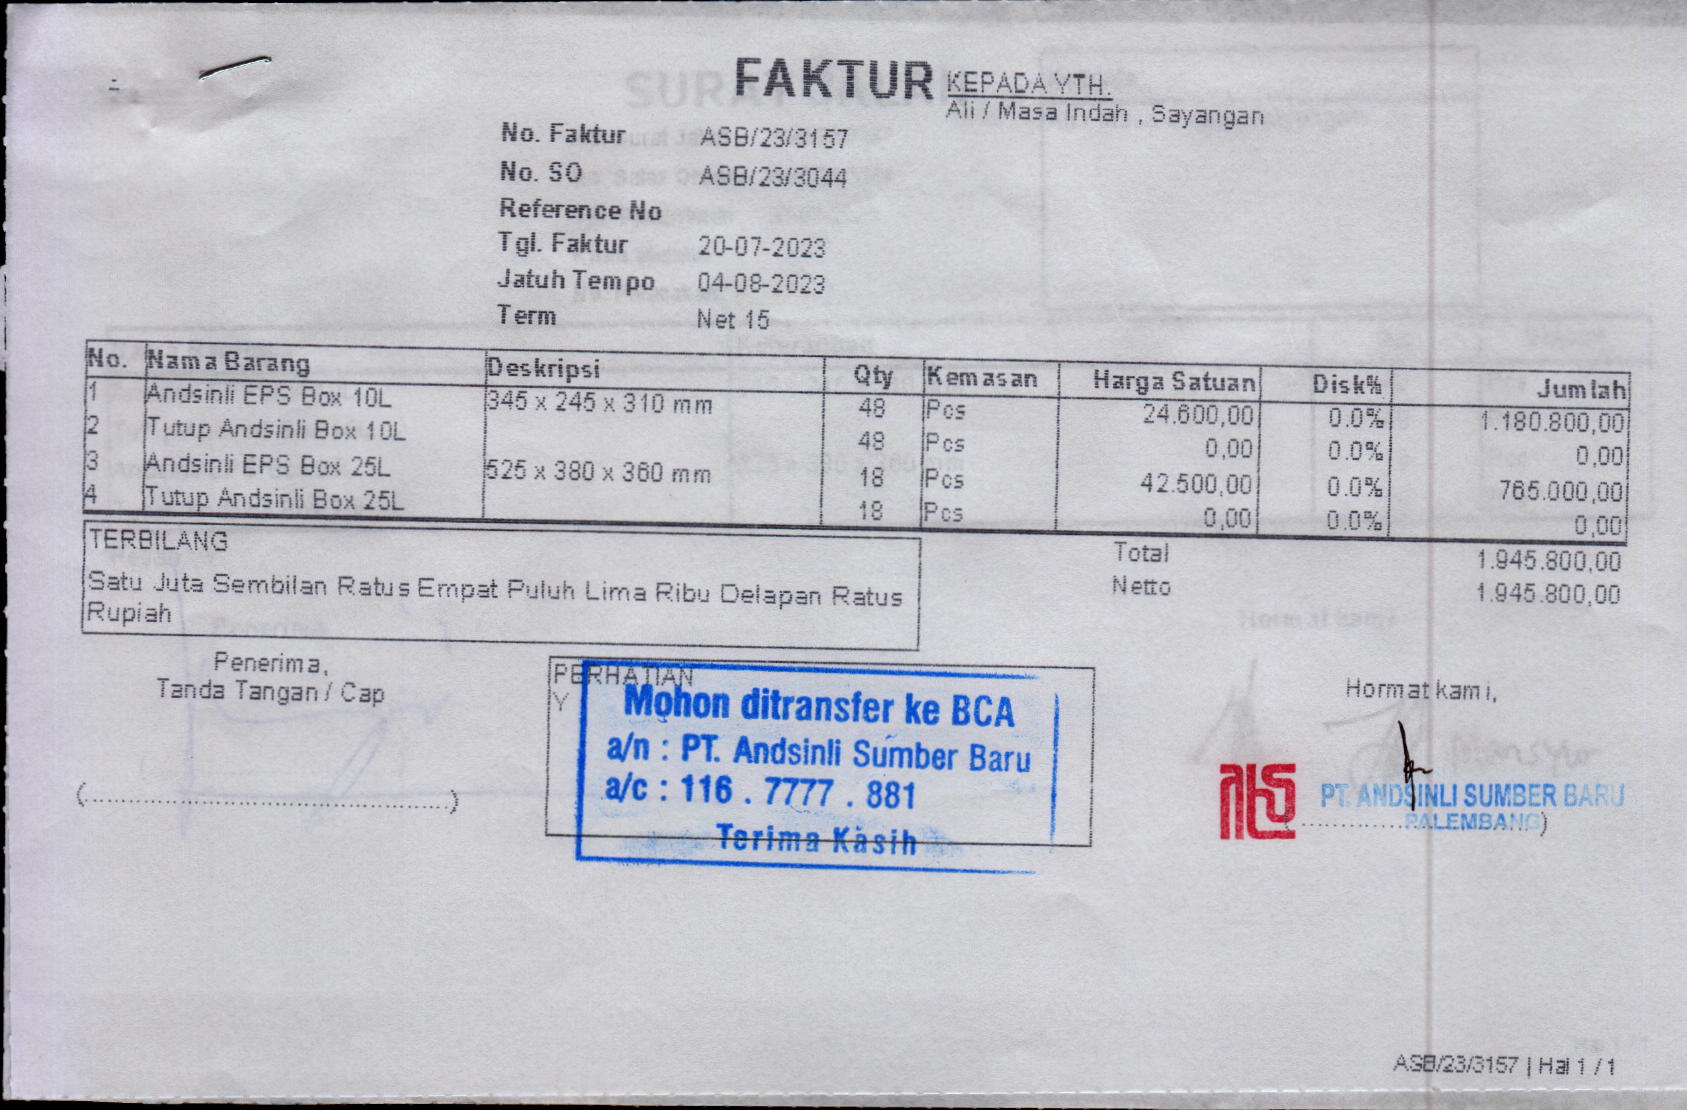 FAKTUR
KEPADA YTH.
Ali / Masa Indah , Sayangan
No. Faktur ASB/23/3157
No. SO ASB/23/3044
Reference No
Tgl. Faktur 20-07-2023
Jatuh Tempo 04-08-2023
Term Net 15
No. Nama Barang Deskripsi Qty Kemasan Harga Satuan Disk% Jumlah
1 Andsinli EPS Box 10L 345 x 245 x 310 mm 48 Pcs 24.600,00 0.0% 1.180.800,00
2 Tutup Andsinli Box 10L 48 Pcs 0,00 0.0% 0,00
3 Andsinli EPS Box 25L 525 x 380 x 360 mm 18 Pcs 42.500,00 0.0% 765.000,00
4 Tutup Andsinli Box 25L 18 Pcs 0,00 0.0% 0,00
TERBILANG
Satu Juta Sembilan Ratus Empat Puluh Lima Ribu Delapan Ratus
Rupiah
Total 1.945.800,00
Netto 1.945.800,00
Penerima,
Tanda Tangan / Cap
(..................................................)
PERHATIAN
Y
Mohon ditransfer ke BCA
a/n : PT. Andsinli Sumber Baru
a/c : 116 . 7777 . 881
Terima Kasih
Hormat kami,
PT. ANDSINLI SUMBER BARU
PALEMBANG
ASB/23/3157 | Hal 1 / 1